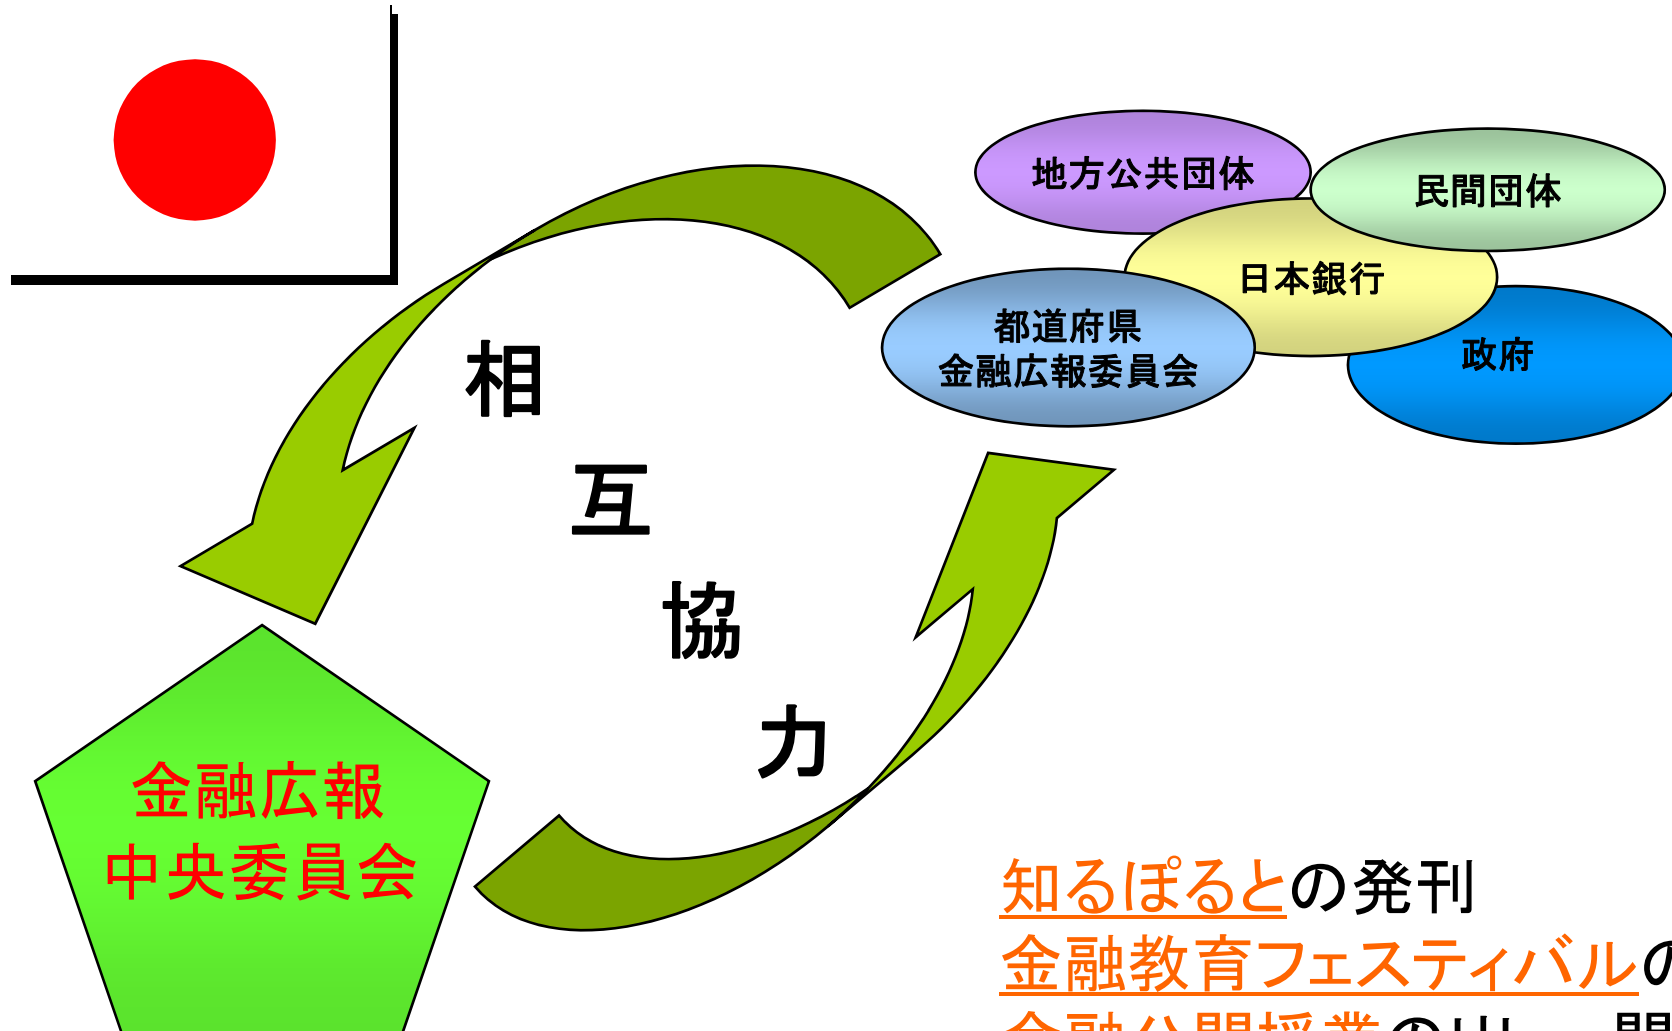 地方公共団体
民間団体
日本銀行
都道府県
金融広報委員会
政府
相
互
協
力
金融広報
中央委員会
知るぽるとの発刊
金融教育フェスティバルの